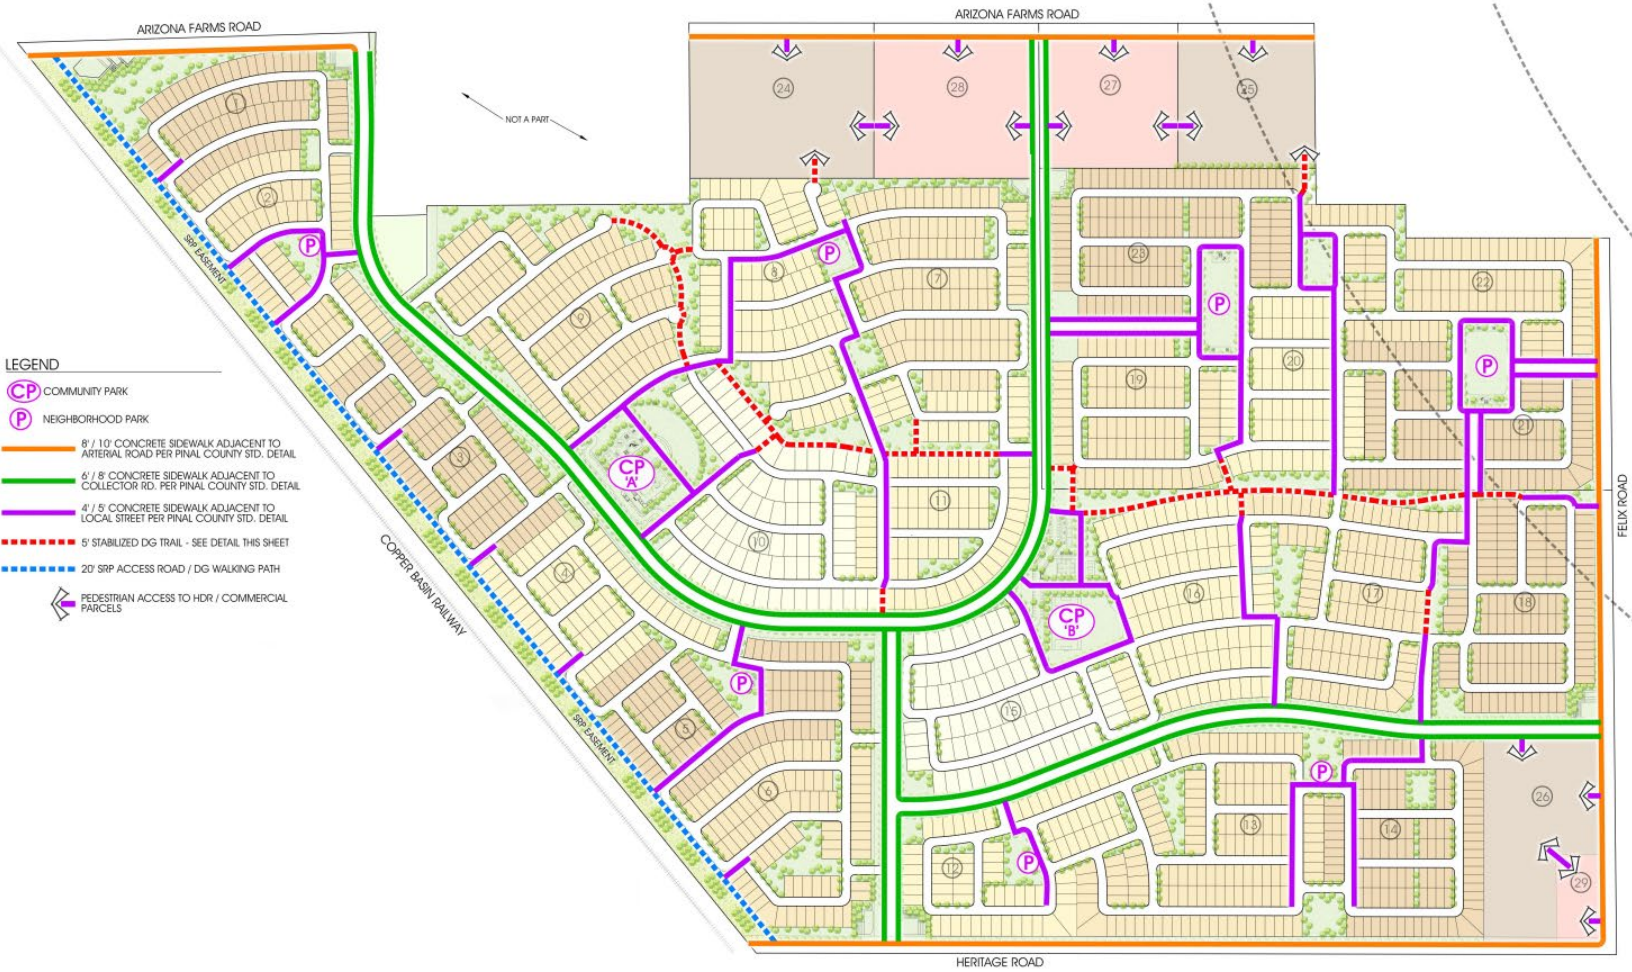 ARIZONA FARMS ROAD
ARIZONA FARMS ROAD
NOT A PART
24
28
27
25
1
2
P
SRP EASEMENT
23
22
8
P
7
9
P
20
19
P
21
LEGEND
CP COMMUNITY PARK
P NEIGHBORHOOD PARK
8' / 10' CONCRETE SIDEWALK ADJACENT TO
ARTERIAL ROAD PER PINAL COUNTY STD. DETAIL
6' / 8' CONCRETE SIDEWALK ADJACENT TO
COLLECTOR RD. PER PINAL COUNTY STD. DETAIL
4' / 5' CONCRETE SIDEWALK ADJACENT TO
LOCAL STREET PER PINAL COUNTY STD. DETAIL
5' STABILIZED DG TRAIL - SEE DETAIL THIS SHEET
20' SRP ACCESS ROAD / DG WALKING PATH
PEDESTRIAN ACCESS TO HDR / COMMERCIAL
PARCELS
3
CP
'A'
11
10
FELIX ROAD
COPPER BASIN RAILWAY
4
16
17
18
CP
'B'
P
15
5
SRP EASEMENT
6
P
26
13
14
12
P
29
HERITAGE ROAD